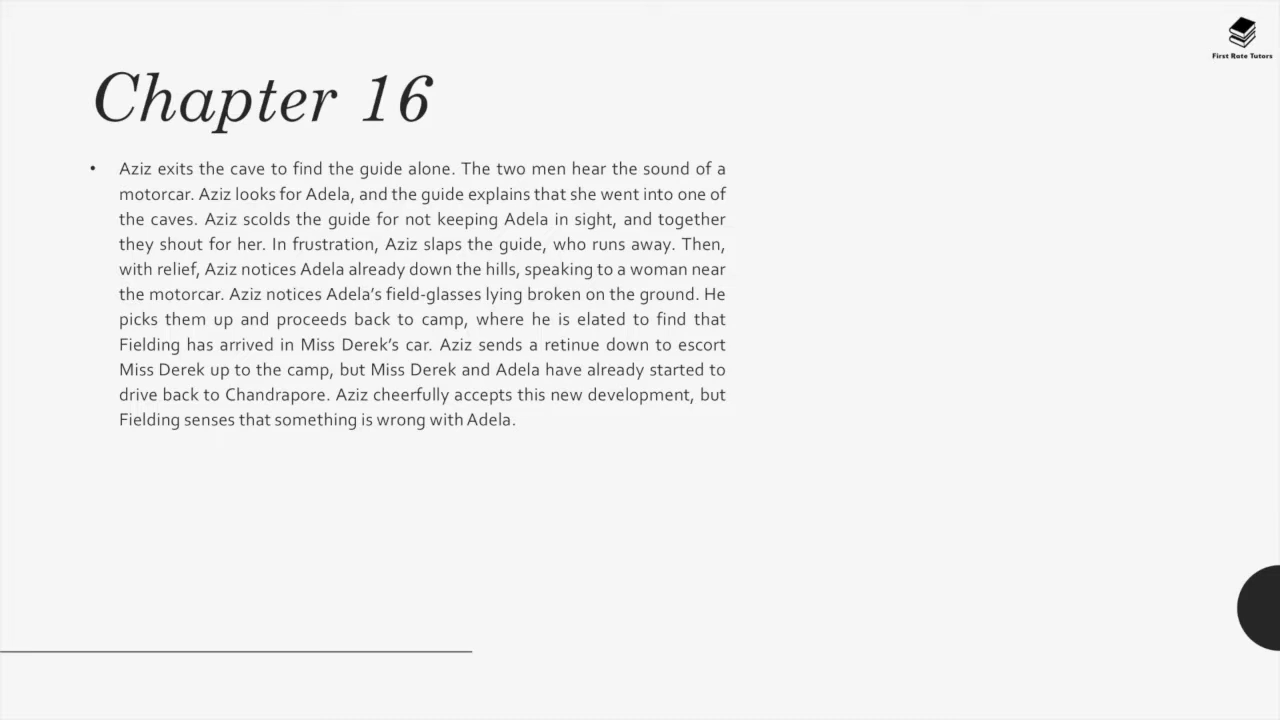 First Rate Tutors
Chapter 16
• Aziz exits the cave to find the guide alone. The two men hear the sound of a
motorcar. Aziz looks for Adela, and the guide explains that she went into one of
the caves. Aziz scolds the guide for not keeping Adela in sight, and together
they shout for her. In frustration, Aziz slaps the guide, who runs away. Then,
with relief, Aziz notices Adela already down the hills, speaking to a woman near
the motorcar. Aziz notices Adela’s field-glasses lying broken on the ground. He
picks them up and proceeds back to camp, where he is elated to find that
Fielding has arrived in Miss Derek’s car. Aziz sends a retinue down to escort
Miss Derek up to the camp, but Miss Derek and Adela have already started to
drive back to Chandrapore. Aziz cheerfully accepts this new development, but
Fielding senses that something is wrong with Adela.